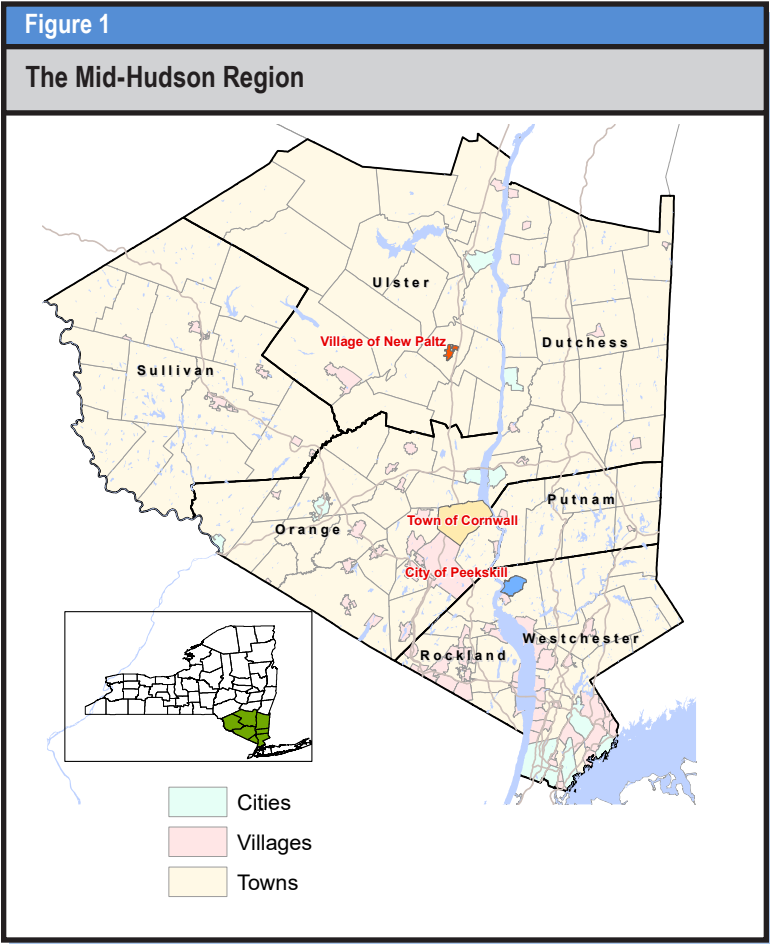 Figure 1
The Mid-Hudson Region
Ulster
Village of New Paltz
Dutchess
Sullivan
Putnam
Town of Cornwall
Orange
City of Peekskill
Westchester
Rockland
Cities
Villages
Towns